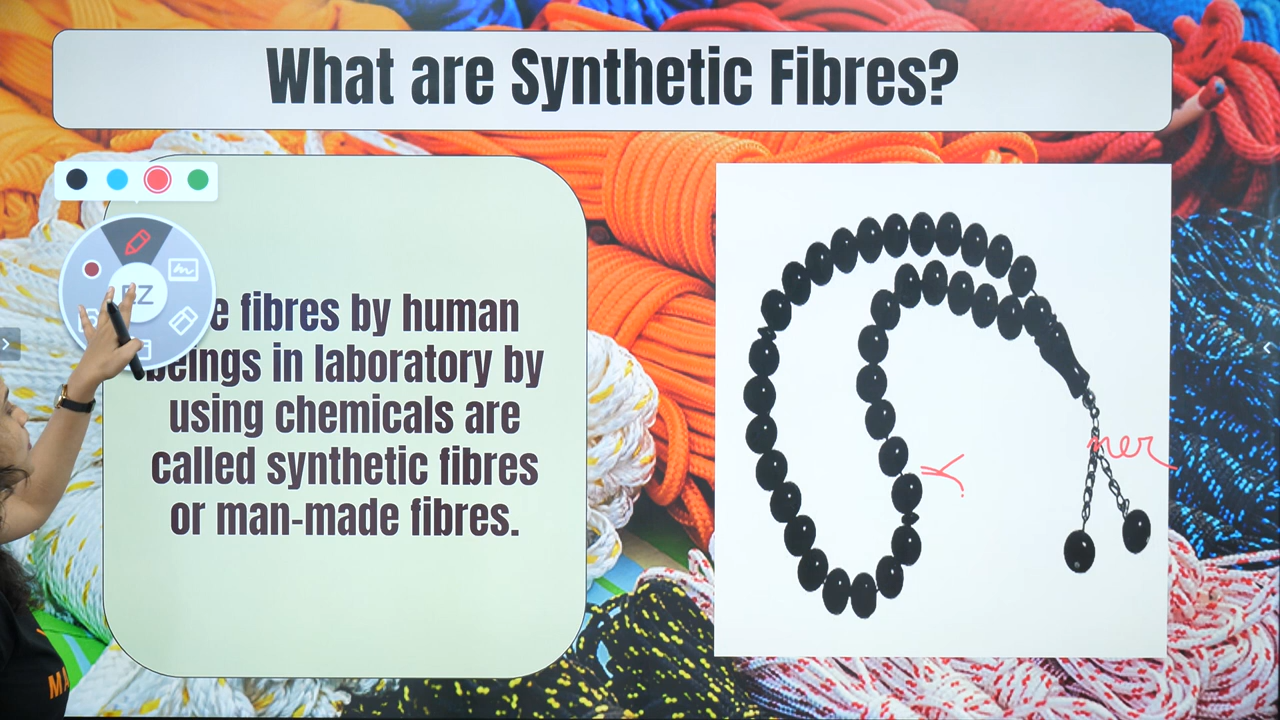 What are Synthetic Fibres?
fibres by human
beings in laboratory by
using chemicals are
called synthetic fibres
or man-made fibres.
mer